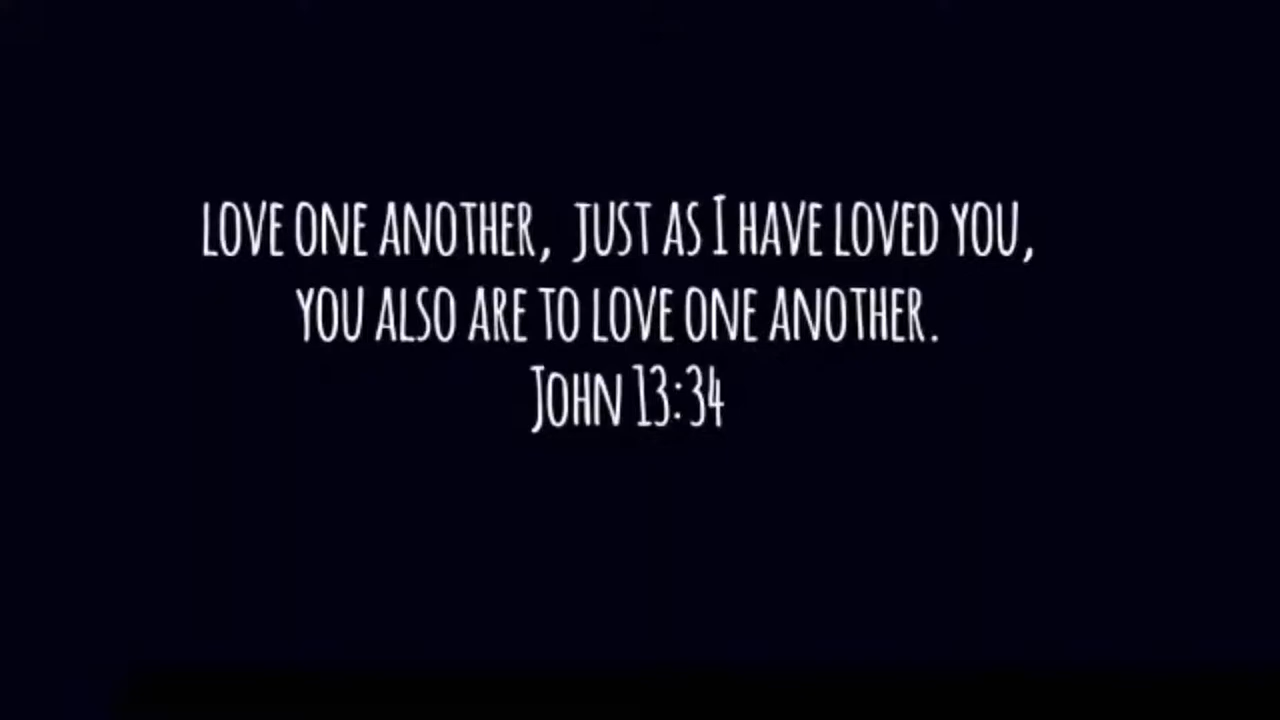 LOVE ONE ANOTHER, JUST AS I HAVE LOVED YOU,
YOU ALSO ARE TO LOVE ONE ANOTHER.
JOHN 13:34